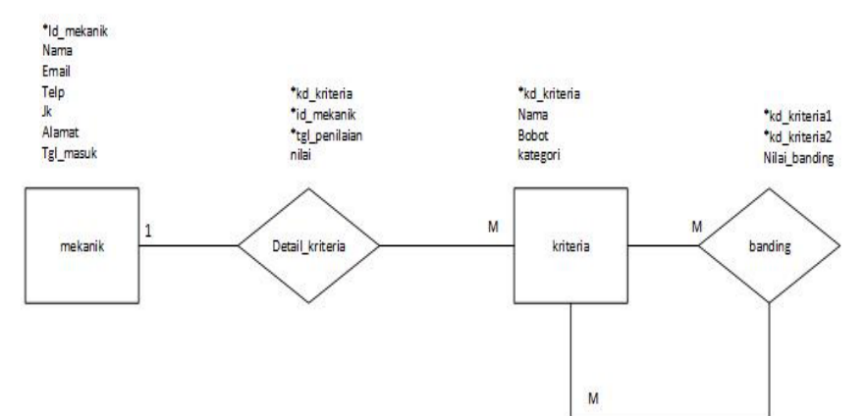 *Id_mekanik
Nama
Email
Telp
Jk
Alamat
Tgl_masuk
*kd_kriteria
*id_mekanik
*tgl_penilaian
nilai
*kd_kriteria
Nama
Bobot
kategori
*kd_kriteria1
*kd_kriteria2
Nilai_banding
mekanik
1
Detail_kriteria
M
kriteria
M
banding
M